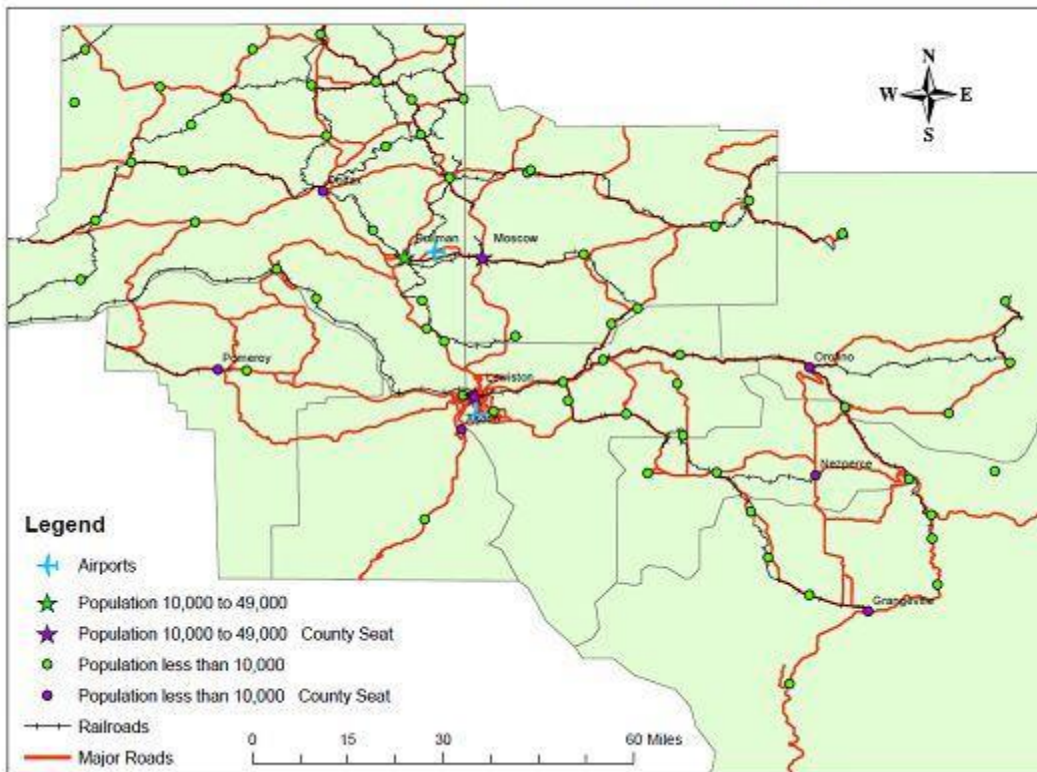 N
W E
S
Colfax
Pullman
Moscow
Pomeroy
Orofino
Lewiston
Nezperce
Grangeville
Legend
Airports
Population 10,000 to 49,000
Population 10,000 to 49,000 County Seat
Population less than 10,000
Population less than 10,000 County Seat
Railroads
Major Roads
0 15 30 60 Miles